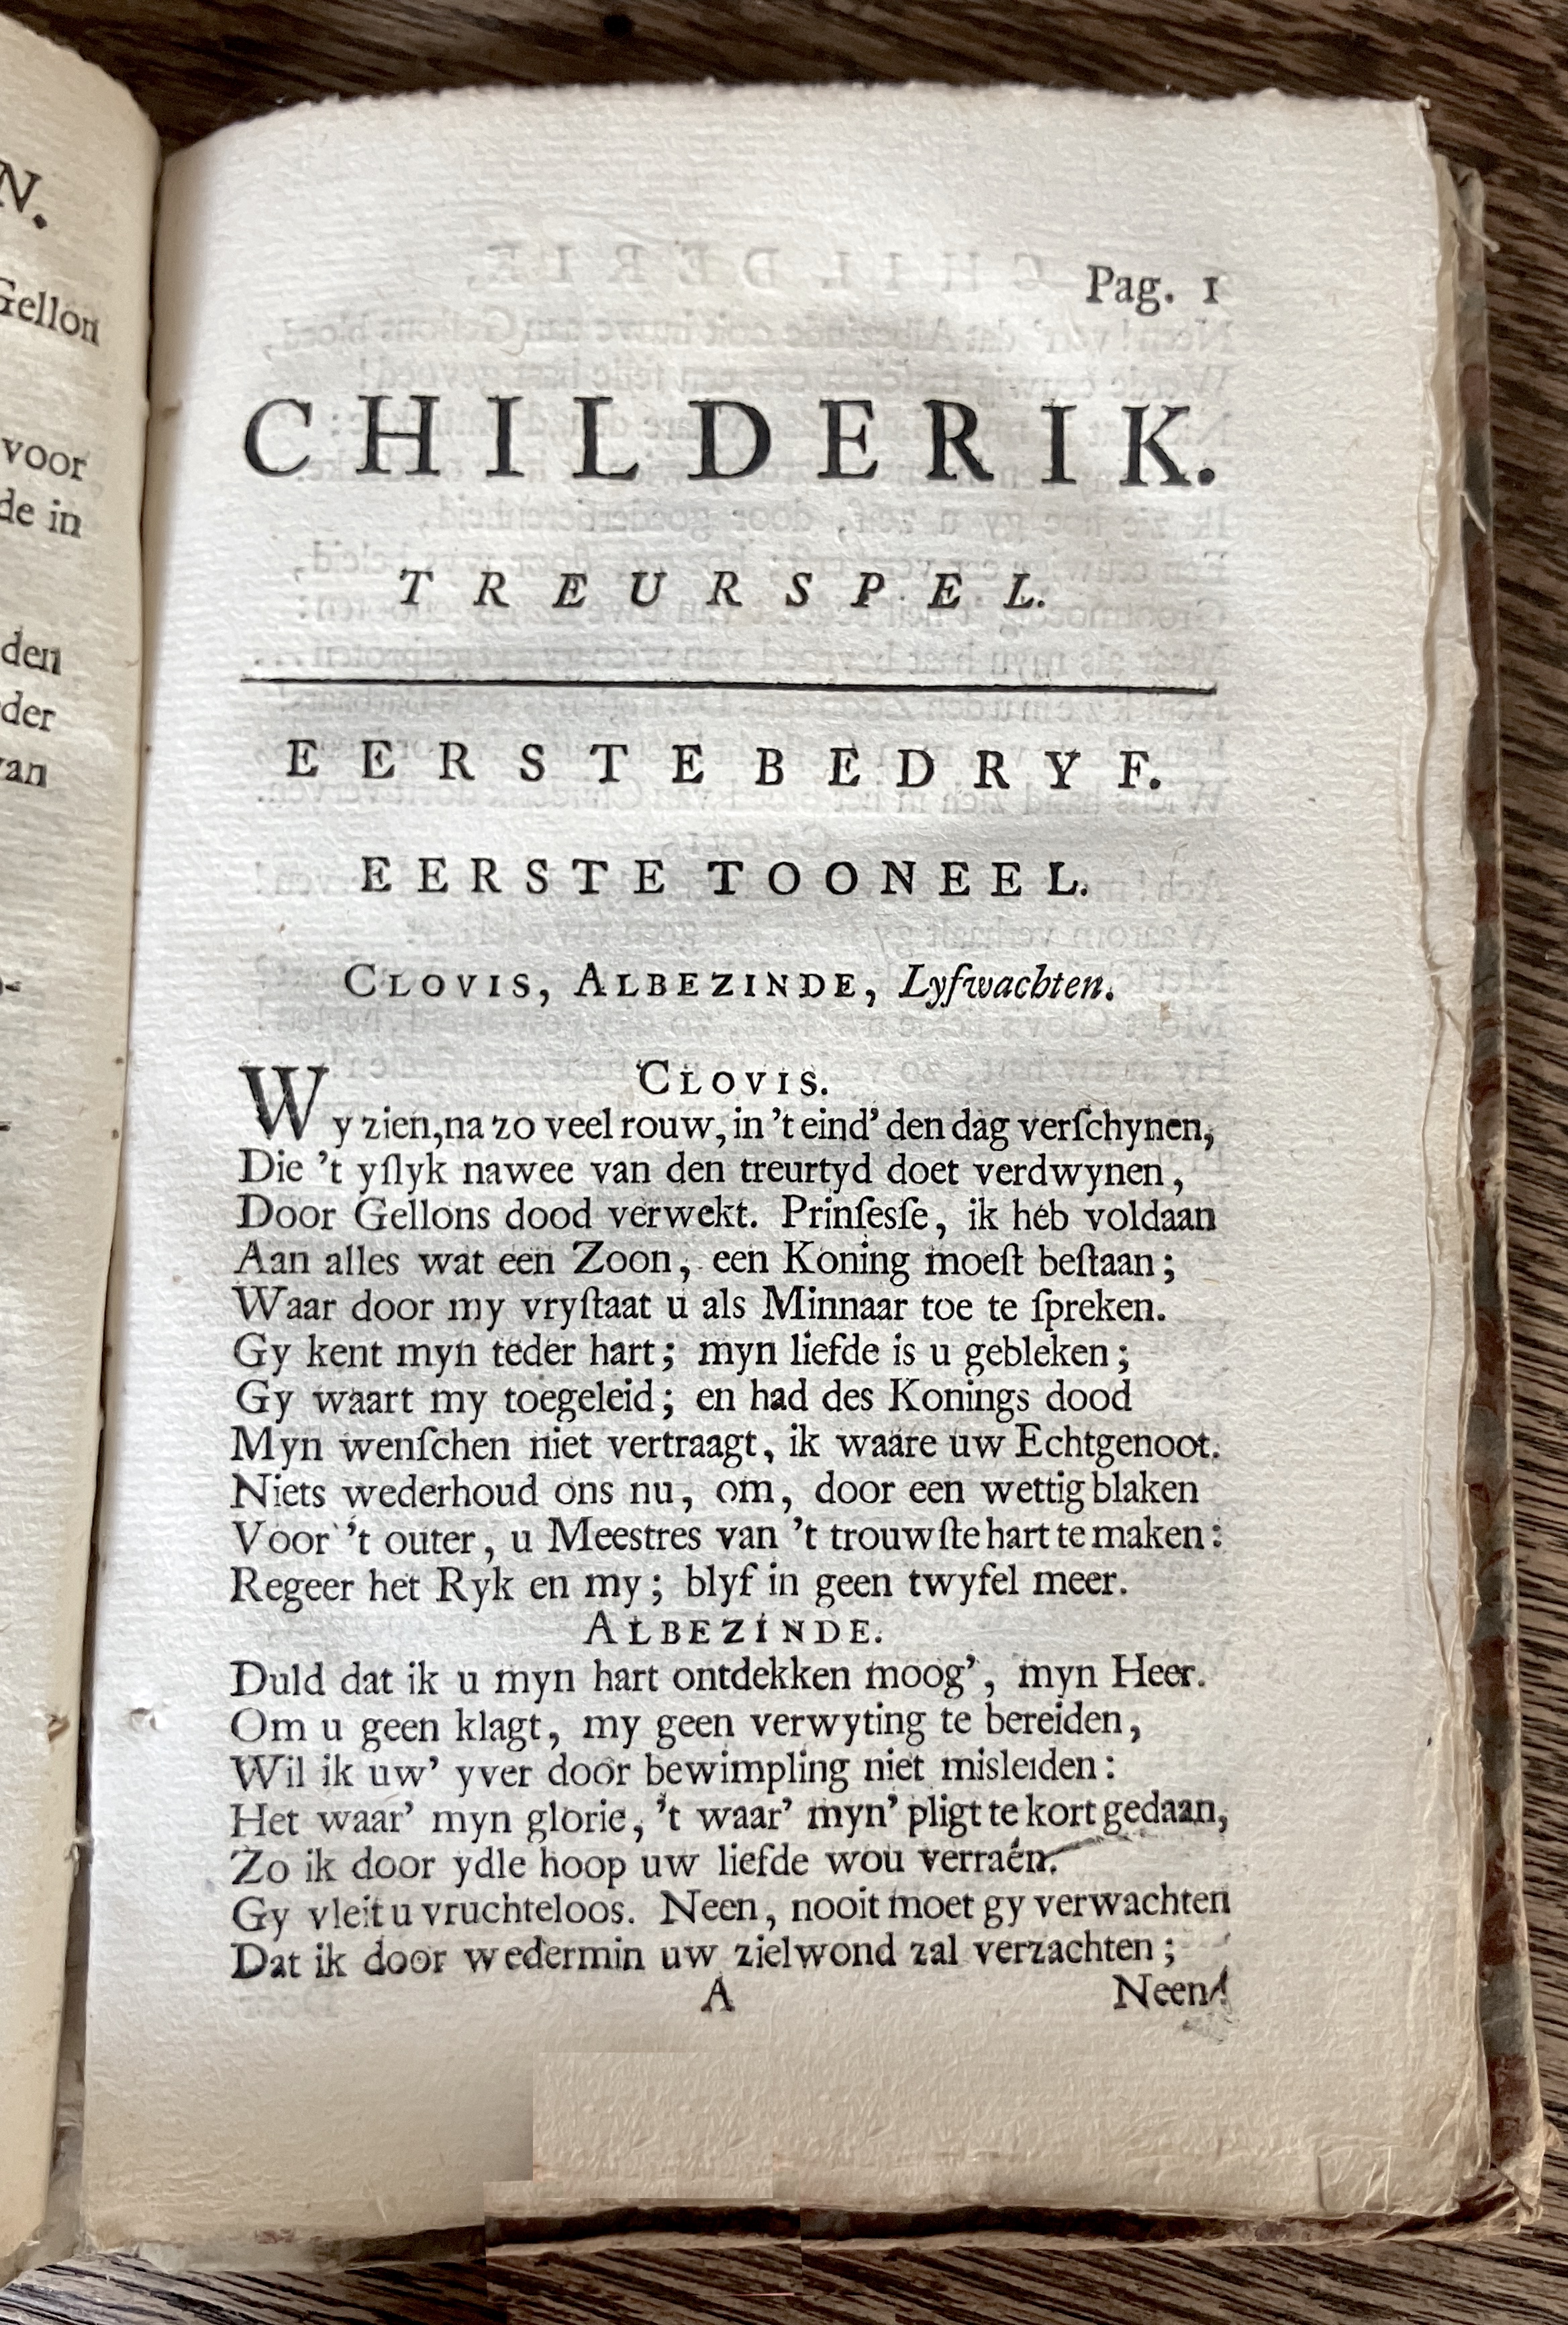 N.
Gellon
voor
de in
den
der
van
Pag. 1
CHILDERIK.
TREURSPEL.
EERSTE BEDRYF.
EERSTE TOONEEL.
CLOVIS, ALBEZINDE, Lyfwachten.
CLOVIS.
Wy zien, na zo veel rouw, in 't eind' den dag verſchynen,
Die 't yſlyk nawee van den treurtyd doet verdwynen,
Door Gellons dood verwekt. Prinſesſe, ik heb voldaan
Aan alles wat een Zoon, een Koning moeſt beſtaan;
Waar door my vryſtaat u als Minnaar toe te ſpreken.
Gy kent myn teder hart; myn liefde is u gebleken;
Gy waart my toegeleid; en had des Konings dood
Myn wenſchen niet vertraagt, ik waare uw Echtgenoot.
Niets wederhoud ons nu, om, door een wettig blaken
Voor 't outer, u Meestres van 't trouwſte hart te maken:
Regeer het Ryk en my; blyf in geen twyfel meer.
ALBEZINDE.
Duld dat ik u myn hart ontdekken moog', myn Heer.
Om u geen klagt, my geen verwyting te bereiden,
Wil ik uw' yver door bewimpling niet misleiden:
Het waar' myn glorie, 't waar' myn' pligt te kort gedaan,
Zo ik door ydle hoop uw liefde wou verraên.
Gy vleit u vruchteloos. Neen, nooit moet gy verwachten
Dat ik door wedermin uw zielwond zal verzachten;
A Neen!